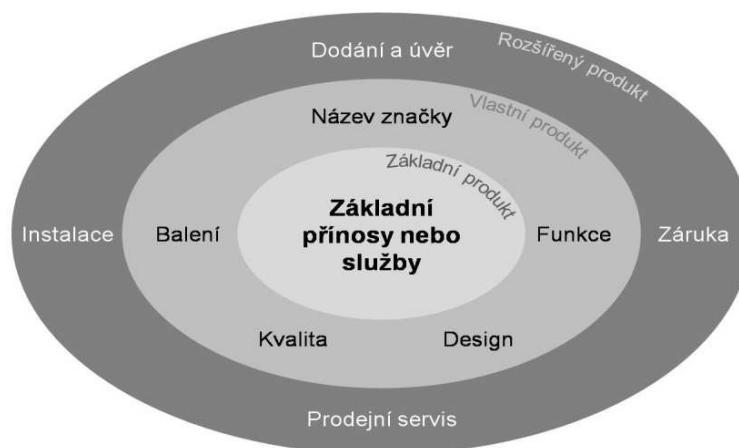 Dodání a úvěr
Rozšířený produkt
Název značky
Vlastní produkt
Základní produkt
Základní
přínosy nebo
služby
Instalace
Balení
Funkce
Záruka
Kvalita
Design
Prodejní servis